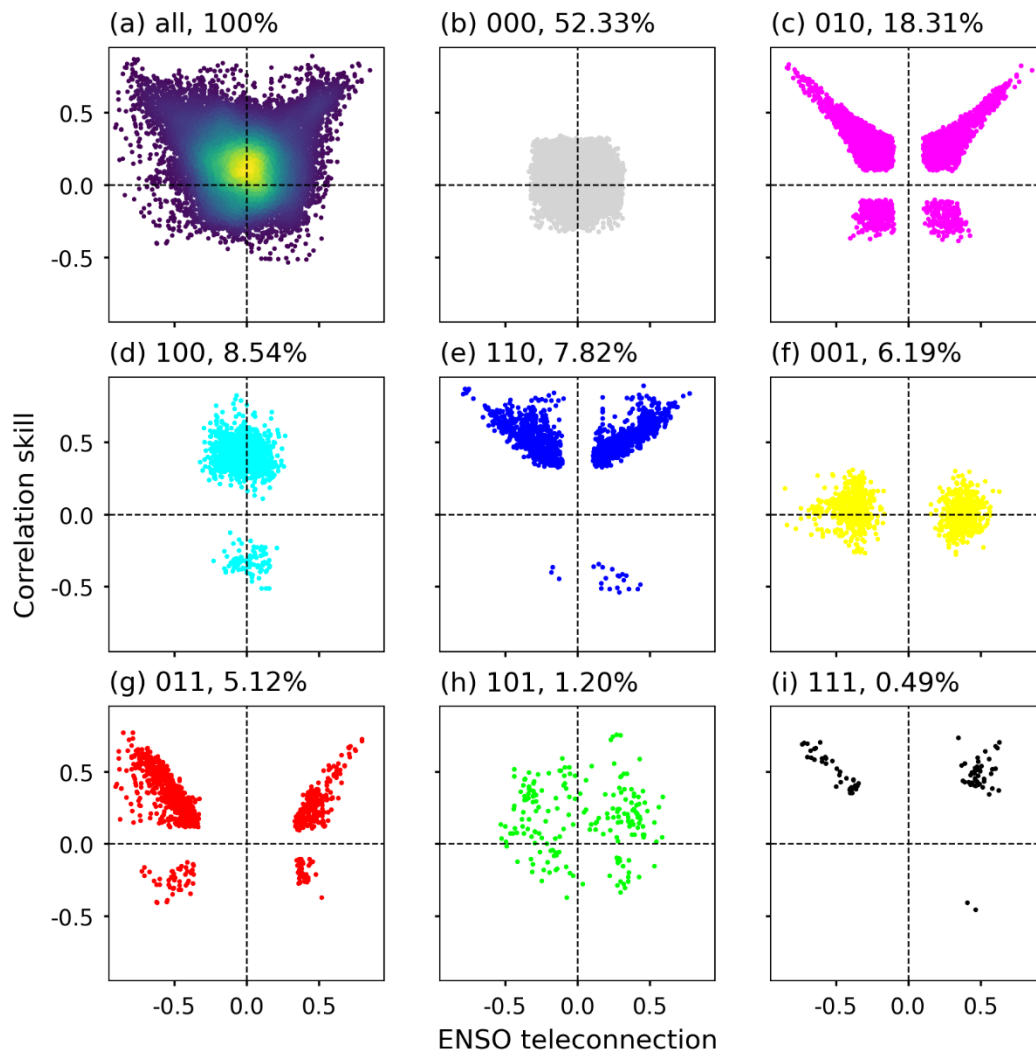 (a) all, 100%
(b) 000, 52.33%
(c) 010, 18.31%
0.5
0.0
-0.5
(d) 100, 8.54%
(e) 110, 7.82%
(f) 001, 6.19%
Correlation skill
0.5
0.0
-0.5
(g) 011, 5.12%
(h) 101, 1.20%
(i) 111, 0.49%
0.5
0.0
-0.5
-0.5 0.0 0.5
-0.5 0.0 0.5
-0.5 0.0 0.5
ENSO teleconnection